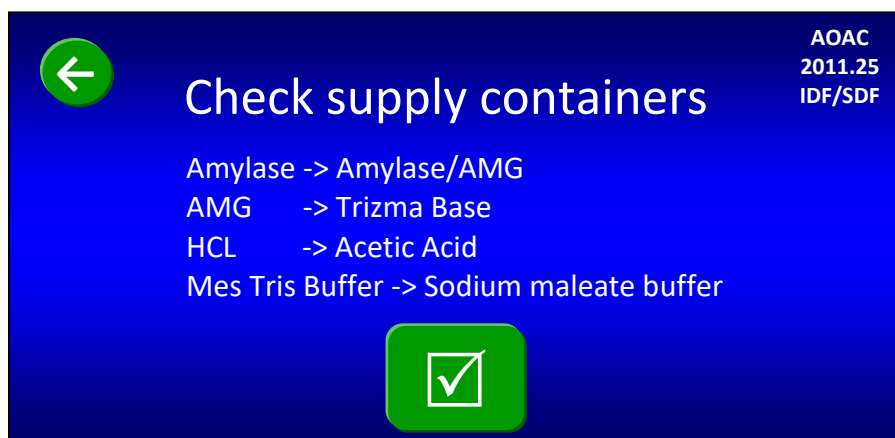 AOAC
2011.25
IDF/SDF
Check supply containers
Amylase -> Amylase/AMG
AMG -> Trizma Base
HCL -> Acetic Acid
Mes Tris Buffer -> Sodium maleate buffer